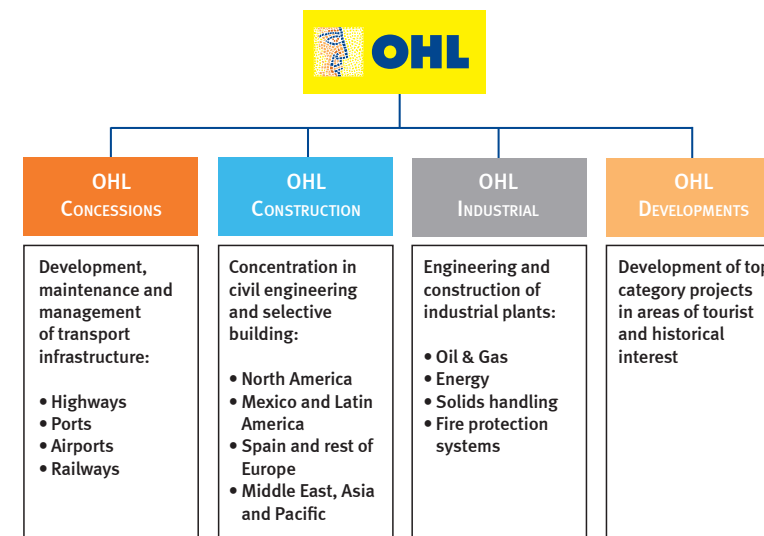 OHL
OHL
CONCESSIONS
OHL
CONSTRUCTION
OHL
INDUSTRIAL
OHL
DEVELOPMENTS
Development,
maintenance and
management
of transport
infrastructure:
• Highways
• Ports
• Airports
• Railways
Concentration in
civil engineering
and selective
building:
• North America
• Mexico and Latin
America
• Spain and rest of
Europe
• Middle East, Asia
and Pacific
Engineering and
construction of
industrial plants:
• Oil & Gas
• Energy
• Solids handling
• Fire protection
systems
Development of top
category projects
in areas of tourist
and historical
interest